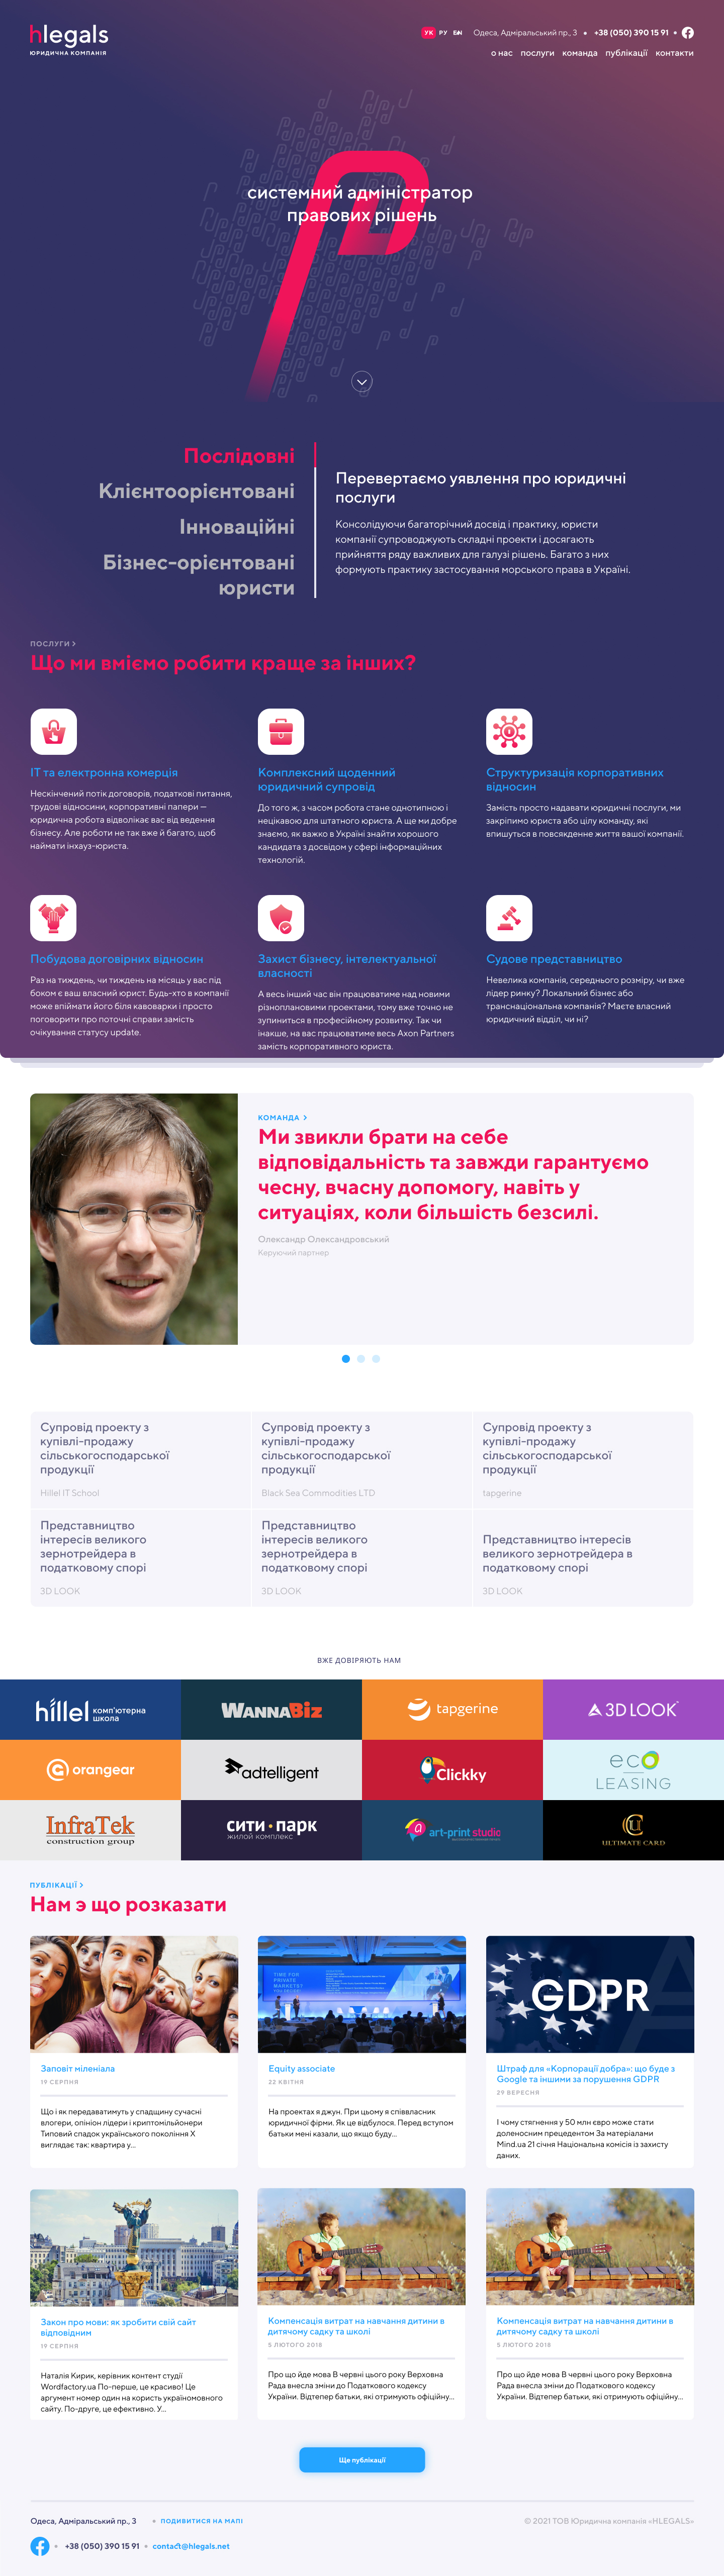 hlegals
ЮРИДИЧНА КОМПАНІЯ
УК РУ EN Одеса, Адміральський пр., 3 +38 (050) 390 15 91
о нас послуги команда публікації контакти
системний адміністратор
правових рішень
Послідовні
Клієнтоорієнтовані
Інноваційні
Бізнес-орієнтовані
юристи
Перевертаємо уявлення про юридичні
послуги
Консолідуючи багаторічний досвід і практику, юристи
компанії супроводжують складні проекти і досягають
прийняття ряду важливих для галузі рішень. Багато з них
формують практику застосування морського права в Україні.
ПОСЛУГИ >
Що ми вміємо робити краще за інших?
ІТ та електронна комерція
Нескінчений потік договорів, податкові питання,
трудові відносини, корпоративні папери —
юридична робота відволікає вас від ведення
бізнесу. Але роботи не так вже й багато, щоб
наймати інхауз-юриста.
Комплексний щоденний
юридичний супровід
До того ж, з часом робота стане однотипною і
нецікавою для штатного юриста. А ще ми добре
знаємо, як важко в Україні знайти хорошого
кандидата з досвідом у сфері інформаційних
технологій.
Структуризація корпоративних
відносин
Замість просто надавати юридичні послуги, ми
закріпимо юриста або цілу команду, які
впишуться в повсякденне життя вашої компанії.
Побудова договірних відносин
Раз на тиждень, чи тиждень на місяць у вас під
боком є ваш власний юрист. Будь-хто в компанії
може впіймати його біля кавоварки і просто
поговорити про поточні справи замість
очікування статусу update.
Захист бізнесу, інтелектуальної
власності
А весь інший час він працюватиме над новими
різноплановими проектами, тому вже точно не
зупиниться в професійному розвитку. Так чи
інакше, на вас працюватиме весь Axon Partners
замість корпоративного юриста.
Судове представництво
Невелика компанія, середнього розміру, чи вже
лідер ринку? Локальний бізнес або
транснаціональна компанія? Маєте власний
юридичний відділ, чи ні?
КОМАНДА >
Ми звикли брати на себе
відповідальність та завжди гарантуємо
чесну, вчасну допомогу, навіть у
ситуаціях, коли більшість безсилі.
Олександр Олександровський
Керуючий партнер
Супровід проекту з
купівлі-продажу
сільськогосподарської
продукції
Hillel IT School
Супровід проекту з
купівлі-продажу
сільськогосподарської
продукції
Black Sea Commodities LTD
Супровід проекту з
купівлі-продажу
сільськогосподарської
продукції
tapgerine
Представництво
інтересів великого
зернотрейдера в
податковому спорі
3D LOOK
Представництво
інтересів великого
зернотрейдера в
податковому спорі
3D LOOK
Представництво інтересів
великого зернотрейдера в
податковому спорі
3D LOOK
ВЖЕ ДОВІРЯЮТЬ НАМ
hillel комп'ютерна
школа
WANNABIZ
tapgerine
3D LOOK
orangear
adtelligent
Clickky
eco
LEASING
InfraTek
construction group
сити парк
жилой комплекс
art-print studio
CU
ULTIMATE CARD
ПУБЛІКАЦІЇ >
Нам э що розказати
Заповіт міленіала
19 СЕРПНЯ
Що і як передаватимуть у спадщину сучасні
влогери, опініон лідери і криптомільйонери
Типовий спадок українського покоління Х
виглядає так: квартира у...
TIME FOR
PRIVATE
MARKETS?
Equity associate
22 КВІТНЯ
На проектах я джун. При цьому я співвласник
юридичної фірми. Як це відбулося. Перед вступом
батьки мені казали, що якщо буду...
GDPR
Штраф для «Корпорації добра»: що буде з
Google та іншими за порушення GDPR
29 ВЕРЕСНЯ
І чому стягнення у 50 млн євро може стати
доленосним прецедентом За матеріалами
Mind.ua 21 січня Національна комісія із захисту
даних.
Закон про мови: як зробити свій сайт
відповідним
19 СЕРПНЯ
Наталія Кирик, керівник контент студії
Wordfactory.ua По-перше, це красиво! Це
аргумент номер один на користь україномовного
сайту. По-друге, це ефективно. У...
Компенсація витрат на навчання дитини в
дитячому садку та школі
5 ЛЮТОГО 2018
Про що йде мова В червні цього року Верховна
Рада внесла зміни до Податкового кодексу
України. Відтепер батьки, які отримують офіційну...
Компенсація витрат на навчання дитини в
дитячому садку та школі
5 ЛЮТОГО 2018
Про що йде мова В червні цього року Верховна
Рада внесла зміни до Податкового кодексу
України. Відтепер батьки, які отримують офіційну...
Ще публікації
Одеса, Адміральський пр., 3 ПОДИВИТИСЯ НА МАПІ
© 2021 ТОВ Юридична компанія «HLEGALS»
+38 (050) 390 15 91 contact@hlegals.net